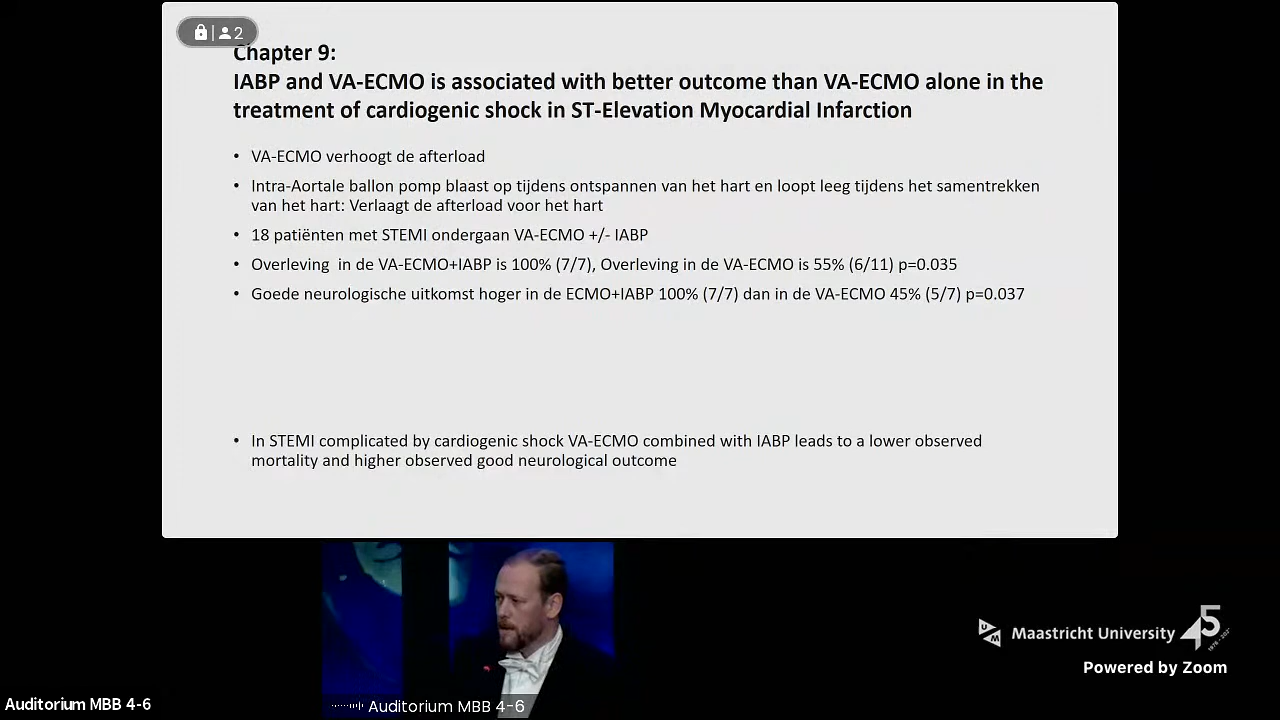 2
Chapter 9:
IABP and VA-ECMO is associated with better outcome than VA-ECMO alone in the
treatment of cardiogenic shock in ST-Elevation Myocardial Infarction
• VA-ECMO verhoogt de afterload
• Intra-Aortale ballon pomp blaast op tijdens ontspannen van het hart en loopt leeg tijdens het samentrekken
van het hart: Verlaagt de afterload voor het hart
• 18 patiënten met STEMI ondergaan VA-ECMO +/- IABP
• Overleving in de VA-ECMO+IABP is 100% (7/7), Overleving in de VA-ECMO is 55% (6/11) p=0.035
• Goede neurologische uitkomst hoger in de ECMO+IABP 100% (7/7) dan in de VA-ECMO 45% (5/7) p=0.037
• In STEMI complicated by cardiogenic shock VA-ECMO combined with IABP leads to a lower observed
mortality and higher observed good neurological outcome
Maastricht University 45
Powered by Zoom
Auditorium MBB 4-6
Auditorium MBB 4-6